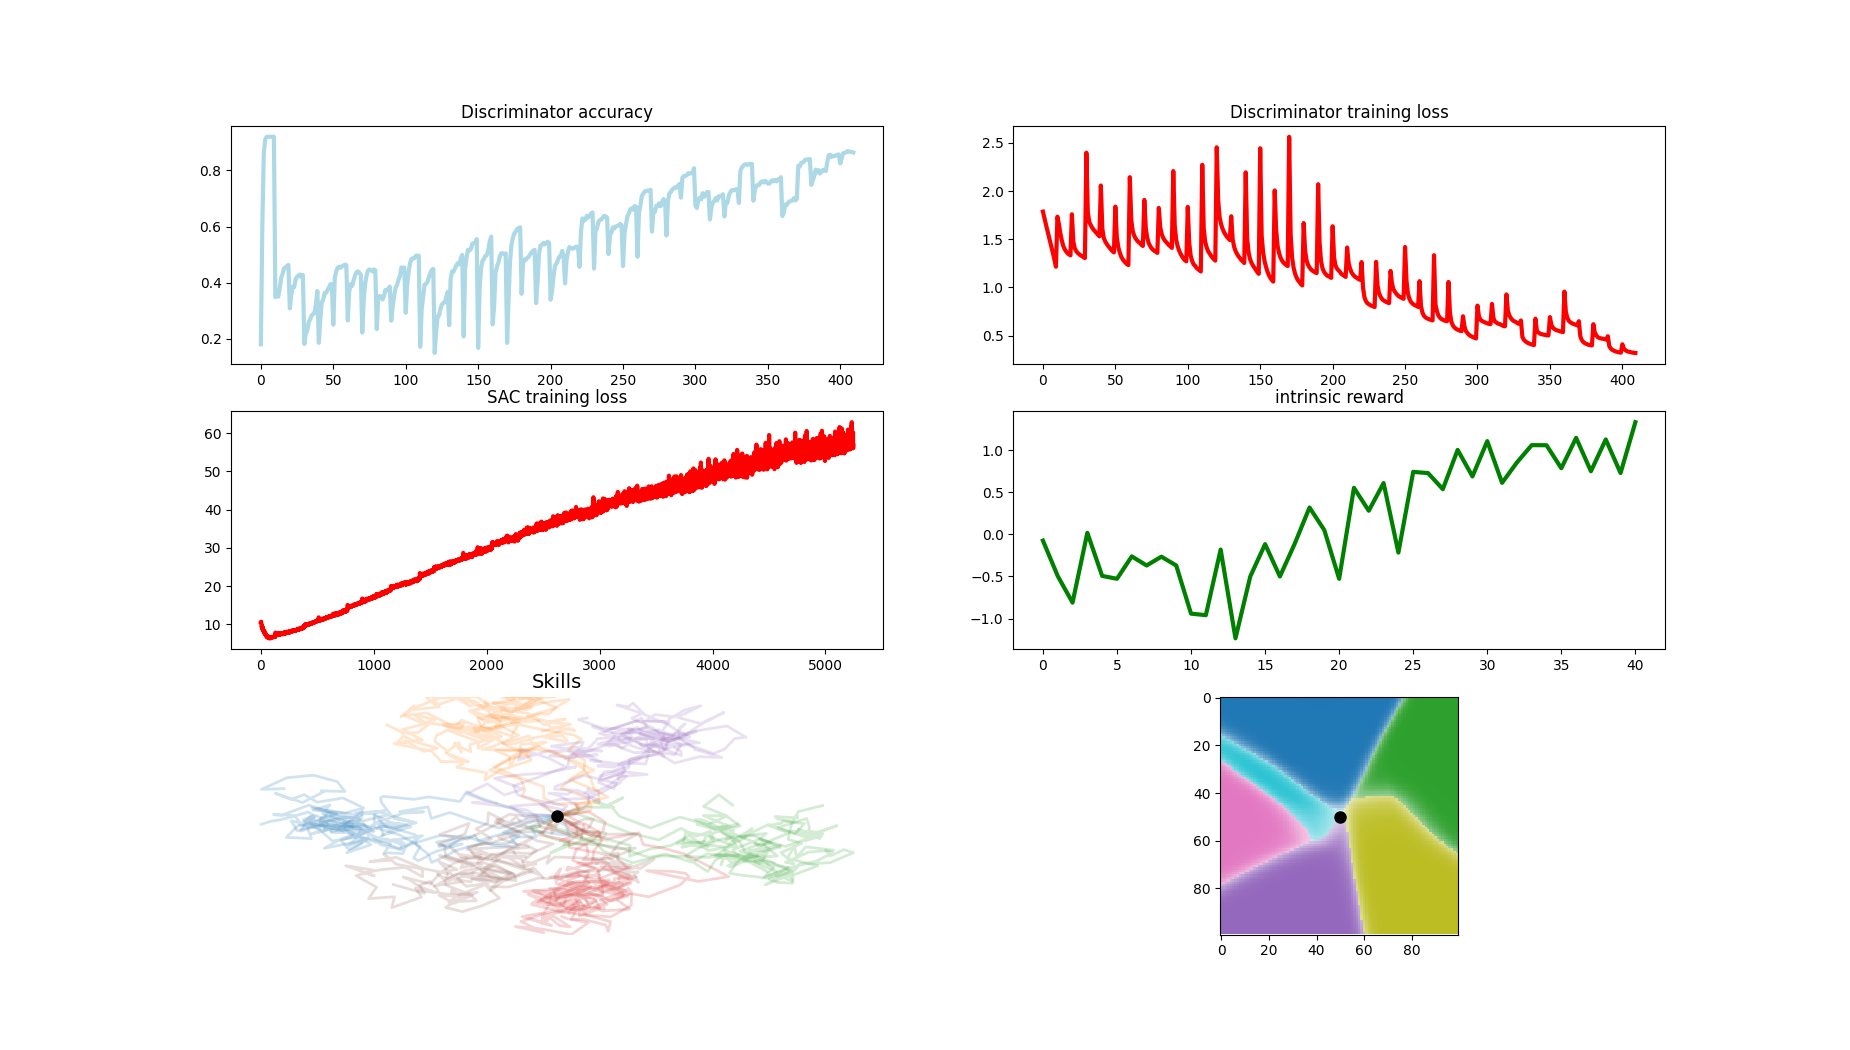 Discriminator accuracy
0.8
0.6
0.4
0.2
0 50 100 150 200 250 300 350 400
Discriminator training loss
2.5
2.0
1.5
1.0
0.5
0 50 100 150 200 250 300 350 400
SAC training loss
60
50
40
30
20
10
0 1000 2000 3000 4000 5000
intrinsic reward
1.0
0.5
0.0
−0.5
−1.0
0 5 10 15 20 25 30 35 40
Skills
0
20
40
60
80
0 20 40 60 80